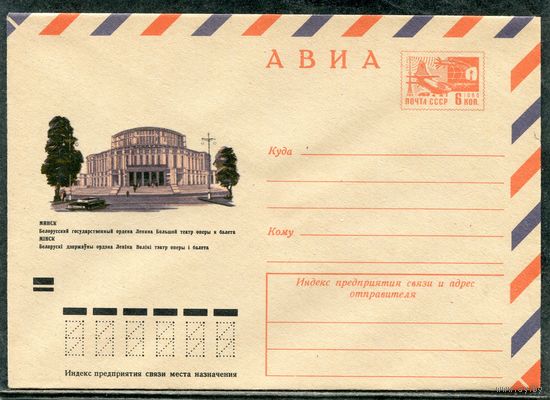 АВИА
ПОЧТА СССР 6 КОП.
1966
Куда
МИНСК
Белорусский государственный ордена Ленина Большой театр оперы и балета
МІНСК
Беларускі дзяржаўны ордэна Леніна Вялікі тэатр оперы і балета
Кому
Индекс предприятия связи и адрес
отправителя
Индекс предприятия связи места назначения